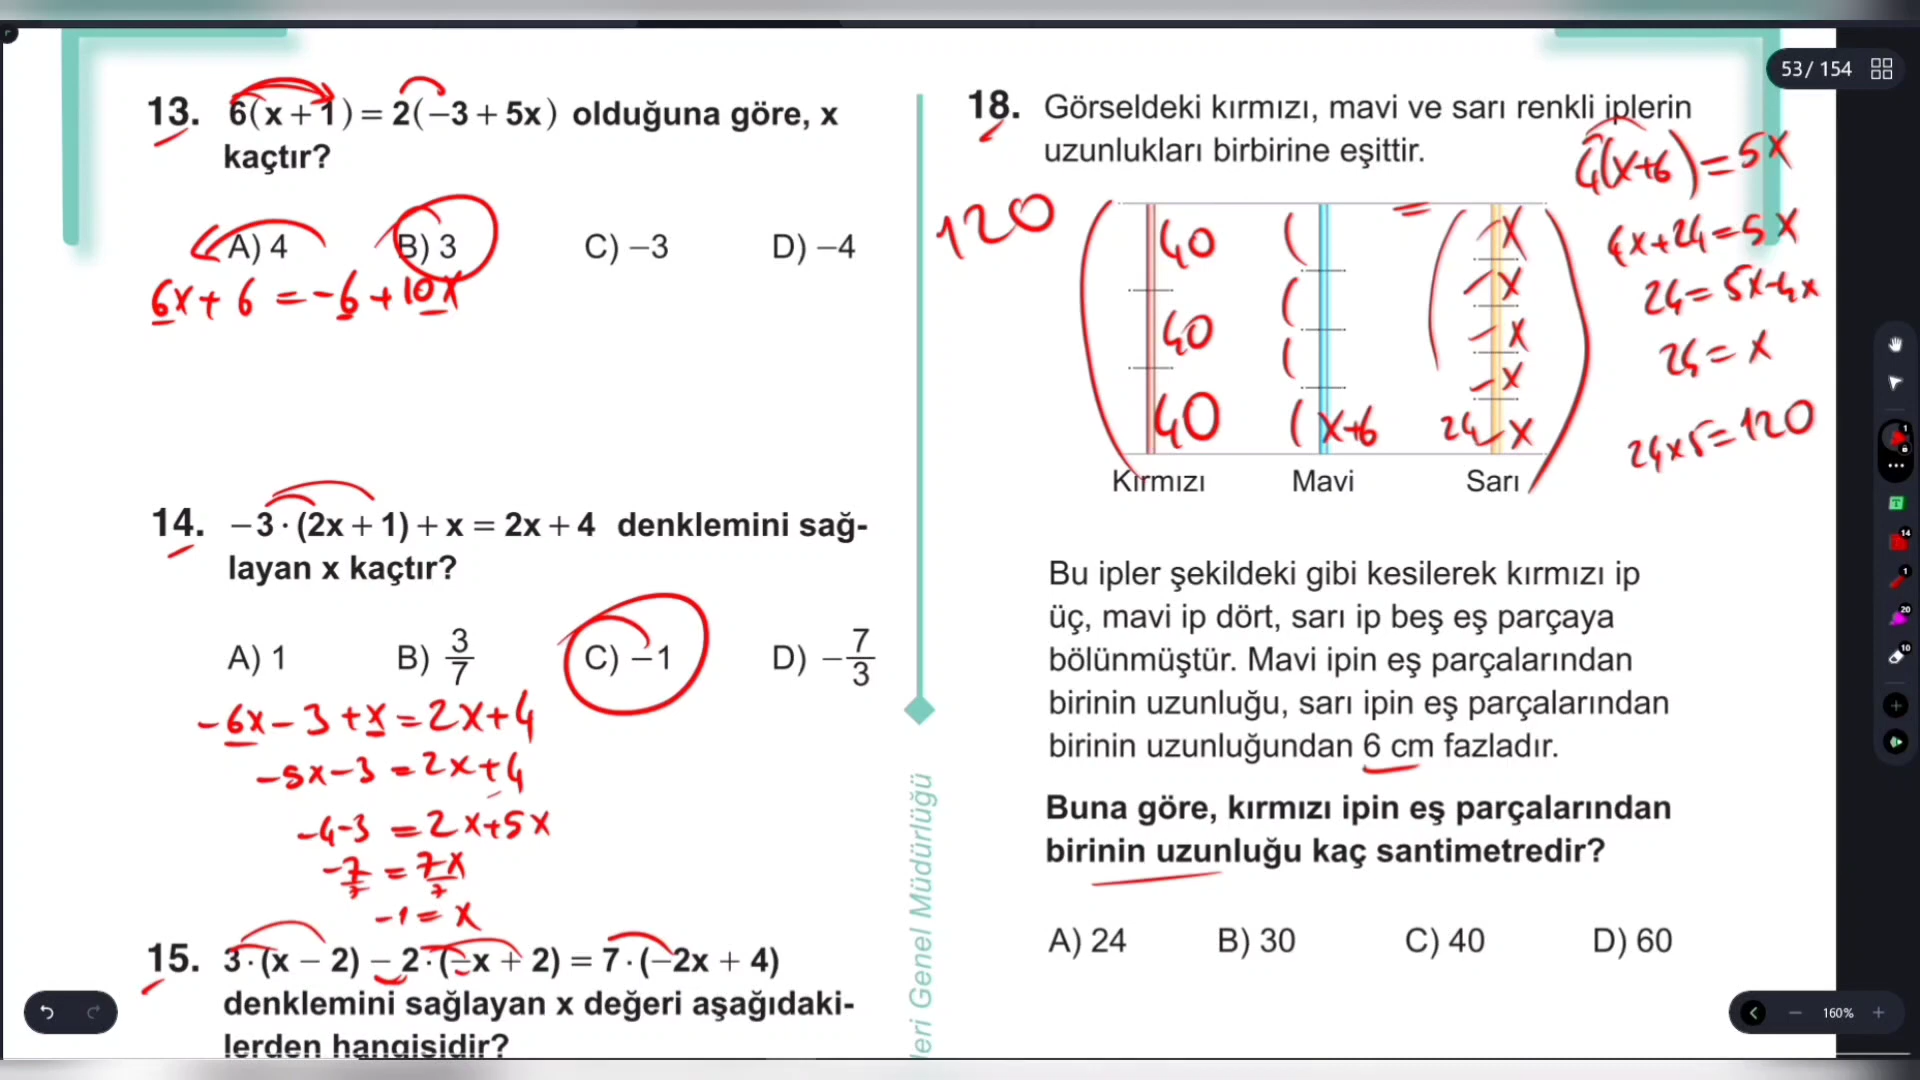 53/ 154
13. 6(x+1)=2(−3+5x) olduğuna göre, x
kaçtır?
A) 4 B) 3 C) −3 D) −4
6x+6=-6+10x
14. −3·(2x+1)+x=2x+4 denklemini sağ-
layan x kaçtır?
A) 1 B) 3/7 C) −1 D) −7/3
-6x-3+x=2x+4
-5x-3=2x+4
-4-3=2x+5x
-7/7=7x/7
-1=x
15. 3·(x − 2) − 2·(−x + 2) = 7·(−2x + 4)
denklemini sağlayan x değeri aşağıdaki-
lerden hangisidir?
leri Genel Müdürlüğü
18. Görseldeki kırmızı, mavi ve sarı renkli iplerin
uzunlukları birbirine eşittir.
4(x+6)=5x
4x+24=5x
24=5x-4x
24=x
24x5=120
120
40 = x
x
40 x
x
40 x+6 24 x
Kırmızı Mavi Sarı
Bu ipler şekildeki gibi kesilerek kırmızı ip
üç, mavi ip dört, sarı ip beş eş parçaya
bölünmüştür. Mavi ipin eş parçalarından
birinin uzunluğu, sarı ipin eş parçalarından
birinin uzunluğundan 6 cm fazladır.
Buna göre, kırmızı ipin eş parçalarından
birinin uzunluğu kaç santimetredir?
A) 24 B) 30 C) 40 D) 60
160%